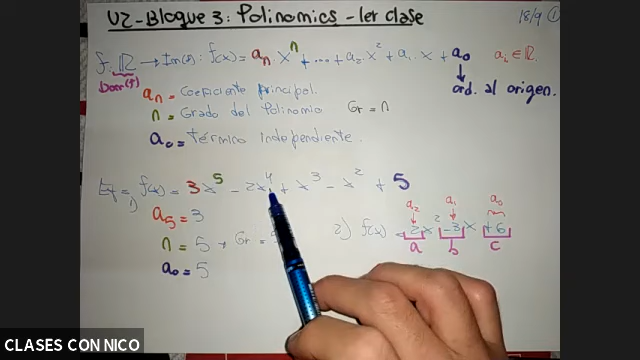 U2-Bloque 3: Polinomios - 1er clase
18/9 ①
f: ℝ → Im(f): f(x) = aₙ xⁿ + ... + a₂ x² + a₁ x + a₀ aᵢ ∈ ℝ.
Dom(f)
ord. al origen.
aₙ = Coeficiente principal.
n = Grado del Polinomio Gr = n
a₀ = Término independiente.
Ej = 1) f(x) = 3x⁵ - 2x⁴ + x³ - x² + 5
a₅ = 3
a₂ a₁ a₀
2) f(x) = 2x² -3x +6
n = 5 → Gr =
a b c
a₀ = 5
CLASES CON NICO